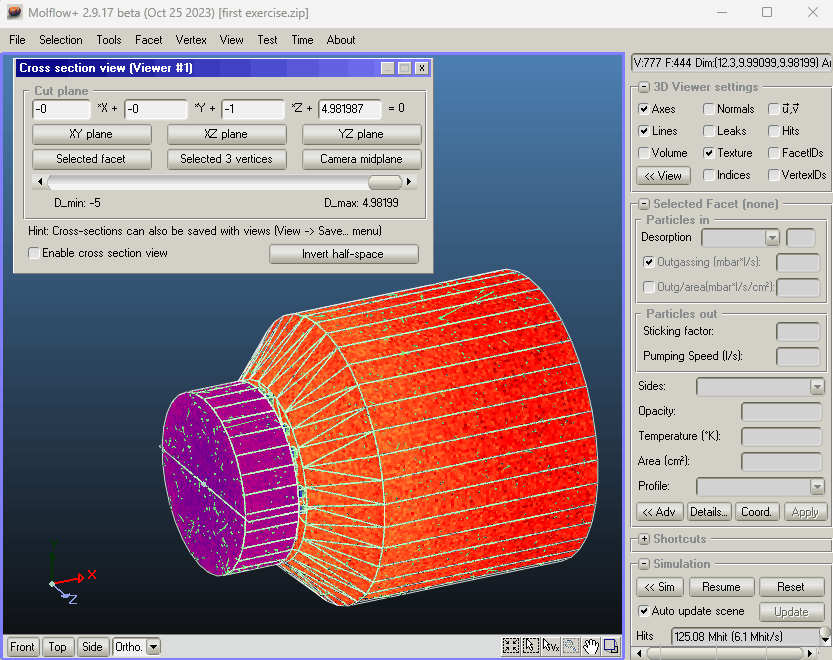 Molflow+ 2.9.17 beta (Oct 25 2023) [first exercise.zip]
File Selection Tools Facet Vertex View Test Time About
Cross section view (Viewer #1)
Cut plane
-0 *X + -0 *Y + -1 *Z + 4.981987 = 0
XY plane XZ plane YZ plane
Selected facet Selected 3 vertices Camera midplane
D_min: -5 D_max: 4.98199
Hint: Cross-sections can also be saved with views (View -> Save... menu)
Enable cross section view Invert half-space
X
Z
Front Top Side Ortho.
V:777 F:444 Dim:(12.3,9.99099,9.98199)
3D Viewer settings
Axes Normals u,v
Lines Leaks Hits
Volume Texture FacetIDs
<< View Indices VertexIDs
Selected Facet (none)
Particles in
Desorption
Outgassing (mbar*l/s):
Outg/area(mbar*l/s/cm²):
Particles out
Sticking factor:
Pumping Speed (l/s):
Sides:
Opacity:
Temperature (°K):
Area (cm²):
Profile:
<< Adv Details... Coord. Apply
Shortcuts
Simulation
<< Sim Resume Reset
Auto update scene Update
Hits 125.08 Mhit (6.1 Mhit/s)